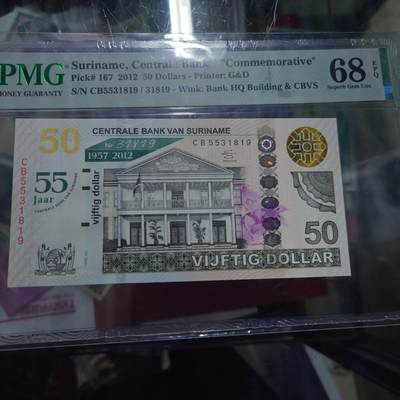 PMG
MONEY GUARANTY
Suriname, Centrale Bank "Commemorative"
Pick# 167 2012 50 Dollars - Printer: G&D
S/N CB5531819 / 31819 - Wmk: Bank HQ Building & CBVS
68 EPQ
Superb Gem Unc
50
CENTRALE BANK VAN SURINAME
CB5531819
1957-2012
55
Jaar
vijftig dollar
CB5531819
50
VIJFTIG DOLLAR